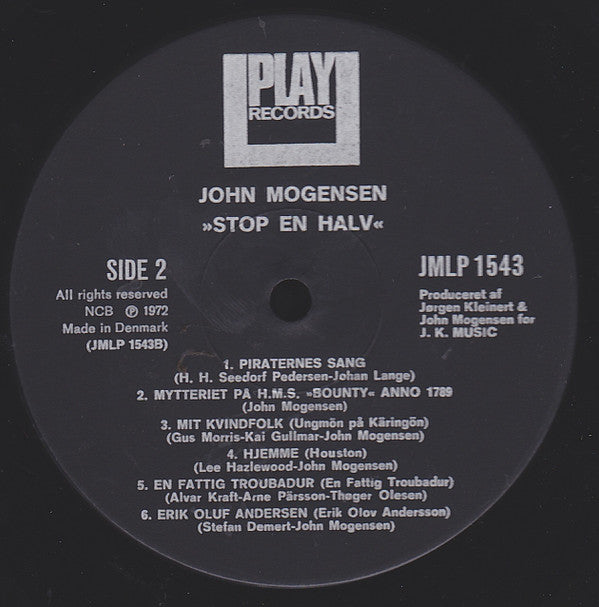 PLAY
RECORDS
JOHN MOGENSEN
»STOP EN HALV«
SIDE 2
All rights reserved
NCB Ⓟ 1972
Made in Denmark
(JMLP 1543B)
JMLP 1543
Produceret af
Jørgen Kleinert &
John Mogensen for
J. K. MUSIC
1. PIRATERNES SANG
(H. H. Seedorf Pedersen-Johan Lange)
2. MYTTERIET PÅ H.M.S. »BOUNTY« ANNO 1789
(John Mogensen)
3. MIT KVINDFOLK (Ungmön på Käringön)
(Gus Morris-Kai Gullmar-John Mogensen)
4. HJEMME (Houston)
(Lee Hazlewood-John Mogensen)
5. EN FATTIG TROUBADUR (En Fattig Troubadur)
(Alvar Kraft-Arne Pärsson-Thøger Olesen)
6. ERIK OLUF ANDERSEN (Erik Olov Andersson)
(Stefan Demert-John Mogensen)